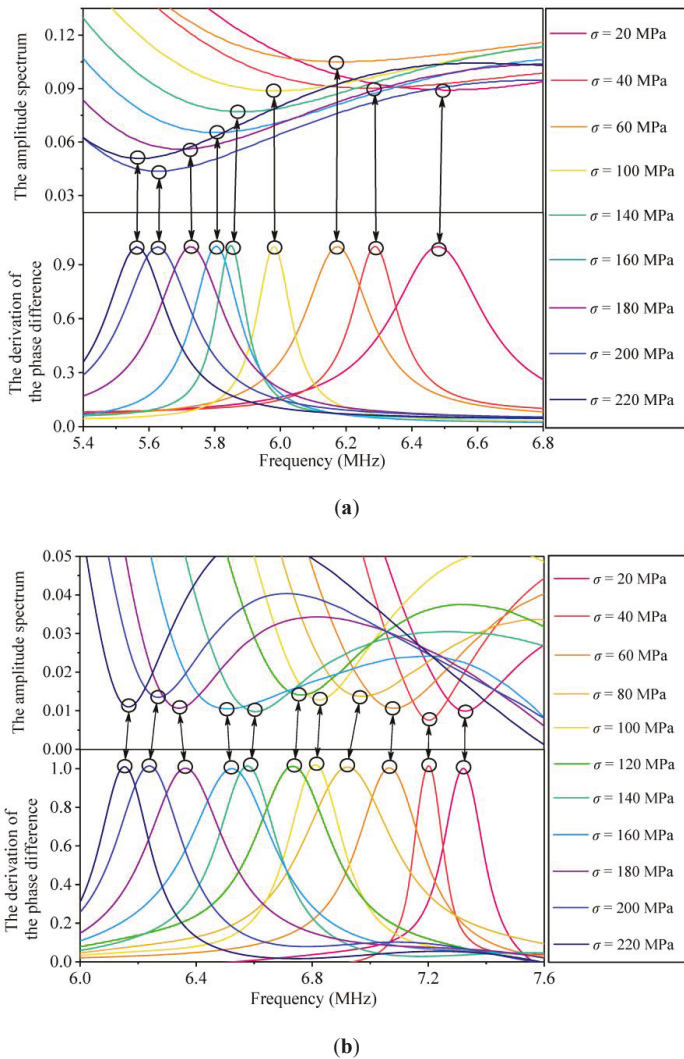 0.12
0.09
0.06
0.03
The amplitude spectrum
0.9
0.6
0.3
0.0
The derivation of
the phase difference
5.4 5.6 5.8 6.0 6.2 6.4 6.6 6.8
Frequency (MHz)
σ = 20 MPa
σ = 40 MPa
σ = 60 MPa
σ = 100 MPa
σ = 140 MPa
σ = 160 MPa
σ = 180 MPa
σ = 200 MPa
σ = 220 MPa
(a)
0.05
0.04
0.03
0.02
0.01
0.00
The amplitude spectrum
1.0
0.8
0.6
0.4
0.2
0.0
The derivation of
the phase difference
6.0 6.4 6.8 7.2 7.6
Frequency (MHz)
σ = 20 MPa
σ = 40 MPa
σ = 60 MPa
σ = 80 MPa
σ = 100 MPa
σ = 120 MPa
σ = 140 MPa
σ = 160 MPa
σ = 180 MPa
σ = 200 MPa
σ = 220 MPa
(b)